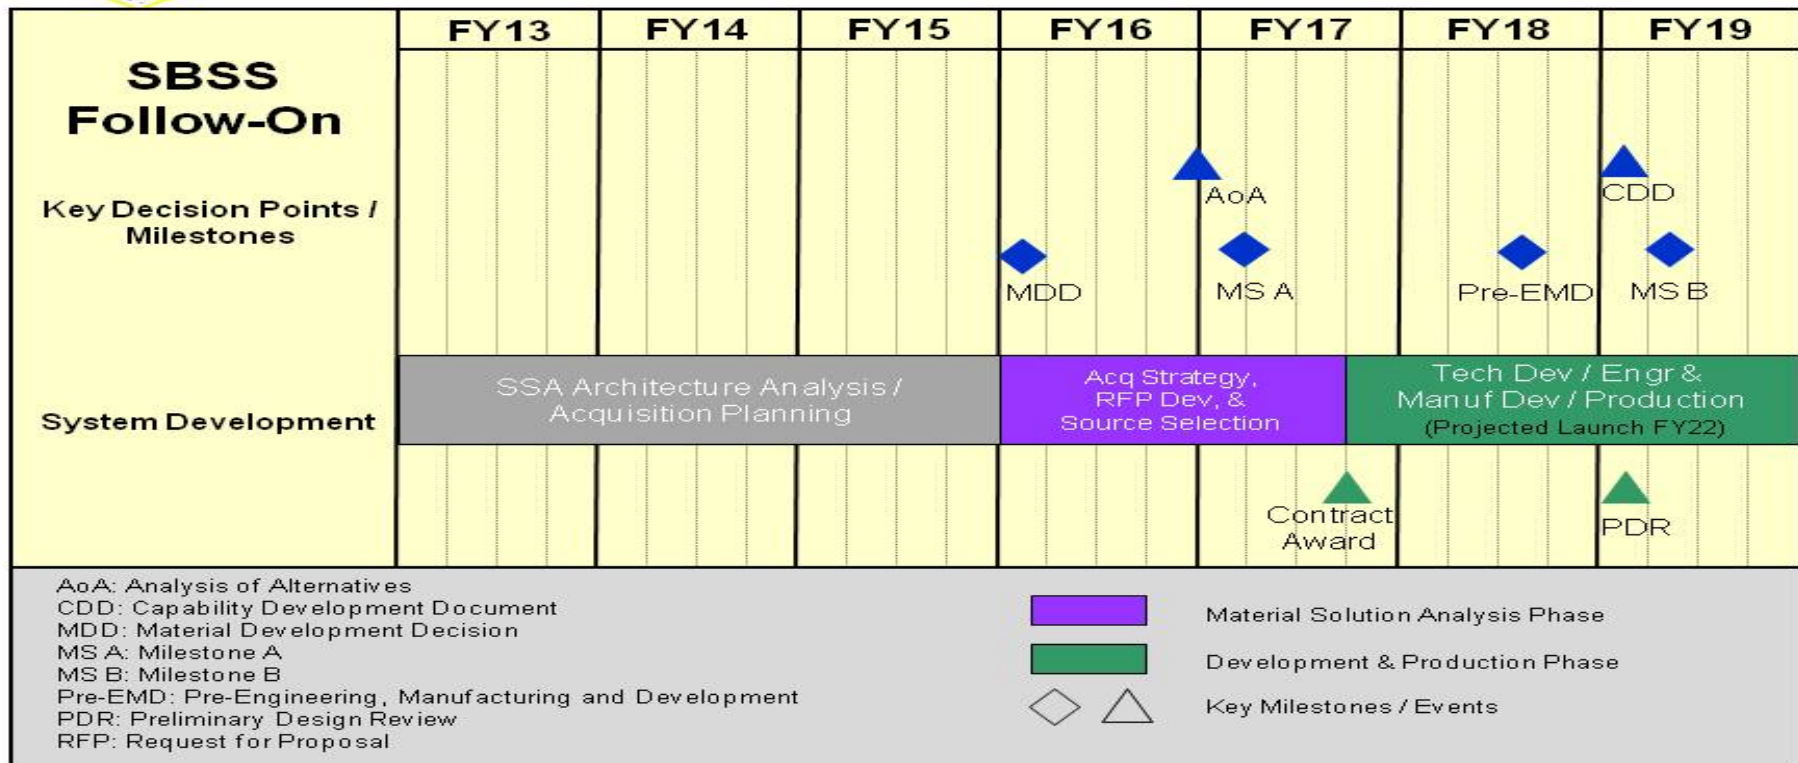 FY13 FY14 FY15 FY16 FY17 FY18 FY19
SBSS
Follow-On
Key Decision Points /
Milestones
AoA
CDD
MDD
MS A
Pre-EMD
MS B
System Development
SSA Architecture Analysis /
Acquisition Planning
Acq Strategy,
RFP Dev, &
Source Selection
Tech Dev / Engr &
Manuf Dev / Production
(Projected Launch FY22)
Contract
Award
PDR
AoA: Analysis of Alternatives
CDD: Capability Development Document
MDD: Material Development Decision
MS A: Milestone A
MS B: Milestone B
Pre-EMD: Pre-Engineering, Manufacturing and Development
PDR: Preliminary Design Review
RFP: Request for Proposal
Material Solution Analysis Phase
Development & Production Phase
Key Milestones / Events